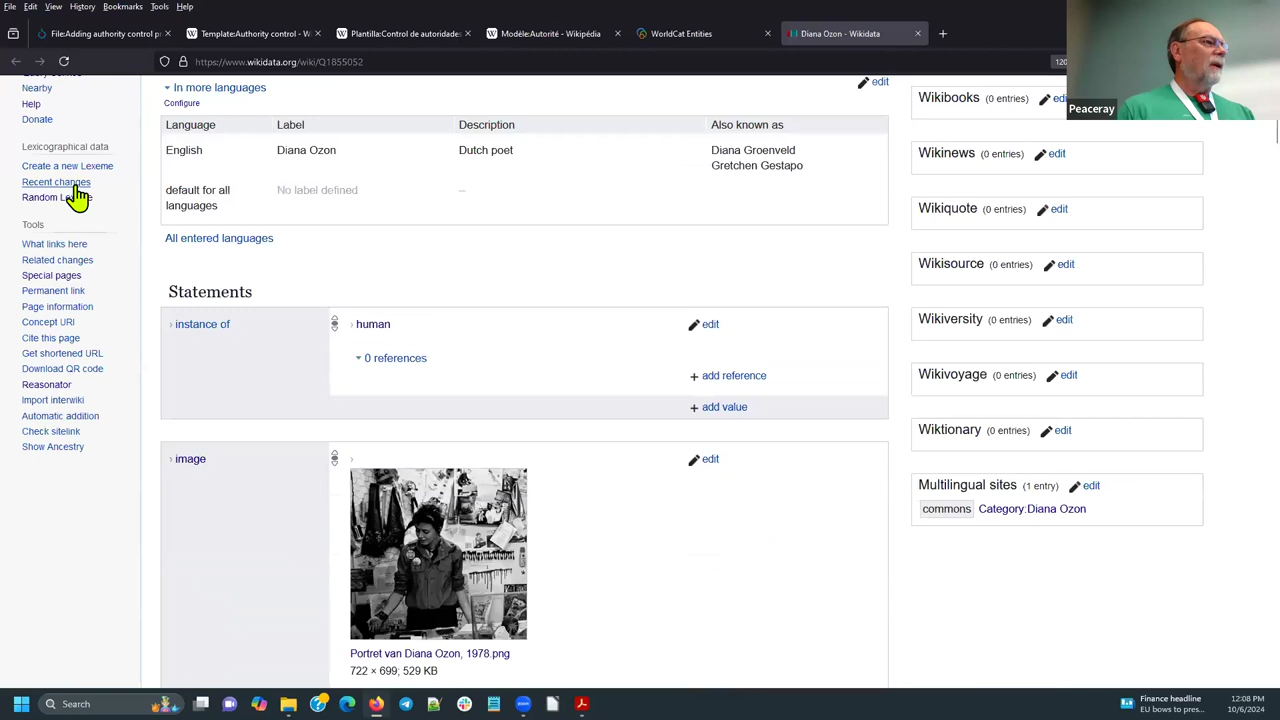 File Edit View History Bookmarks Tools Help
File:Adding authority control pr
Template:Authority control - W
Plantilla:Control de autoridades
Modèle:Autorité - Wikipédia
WorldCat Entities
Diana Ozon - Wikidata
https://www.wikidata.org/wiki/Q1855052
120
Peaceray
Nearby
Help
Donate
Lexicographical data
Create a new Lexeme
Recent changes
Random
Tools
What links here
Related changes
Special pages
Permanent link
Page information
Concept URI
Cite this page
Get shortened URL
Download QR code
Reasonator
Import interwiki
Automatic addition
Check sitelink
Show Ancestry
In more languages
edit
Configure
Language Label Description Also known as
English Diana Ozon Dutch poet Diana Groenveld
Gretchen Gestapo
default for all No label defined –
languages
All entered languages
Statements
instance of human edit
0 references
add reference
add value
image edit
Portret van Diana Ozon, 1978.png
722 × 699; 529 KB
Wikibooks (0 entries)
Wikinews (0 entries) edit
Wikiquote (0 entries) edit
Wikisource (0 entries) edit
Wikiversity (0 entries) edit
Wikivoyage (0 entries) edit
Wiktionary (0 entries) edit
Multilingual sites (1 entry) edit
commons Category:Diana Ozon
Search
Finance headline
EU bows to pres...
12:08 PM
10/6/2024